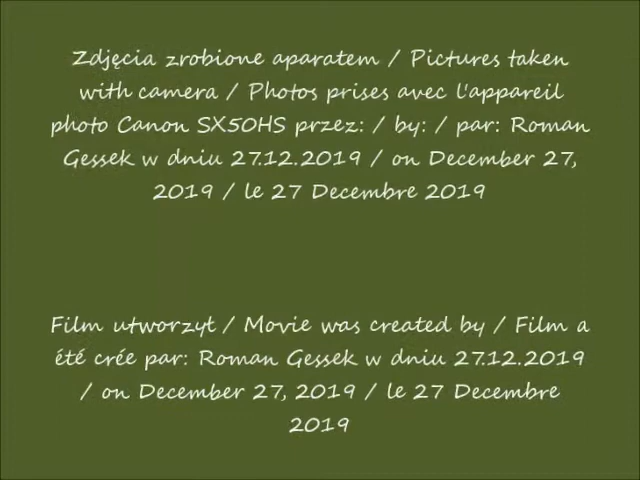 Zdjęcia zrobione aparatem / Pictures taken
with camera / Photos prises avec l'appareil
photo Canon SX50HS przez: / by: / par: Roman
Gessek w dniu 27.12.2019 / on December 27,
2019 / le 27 Decembre 2019
Film utworzył / Movie was created by / Film a
été crée par: Roman Gessek w dniu 27.12.2019
/ on December 27, 2019 / le 27 Decembre
2019